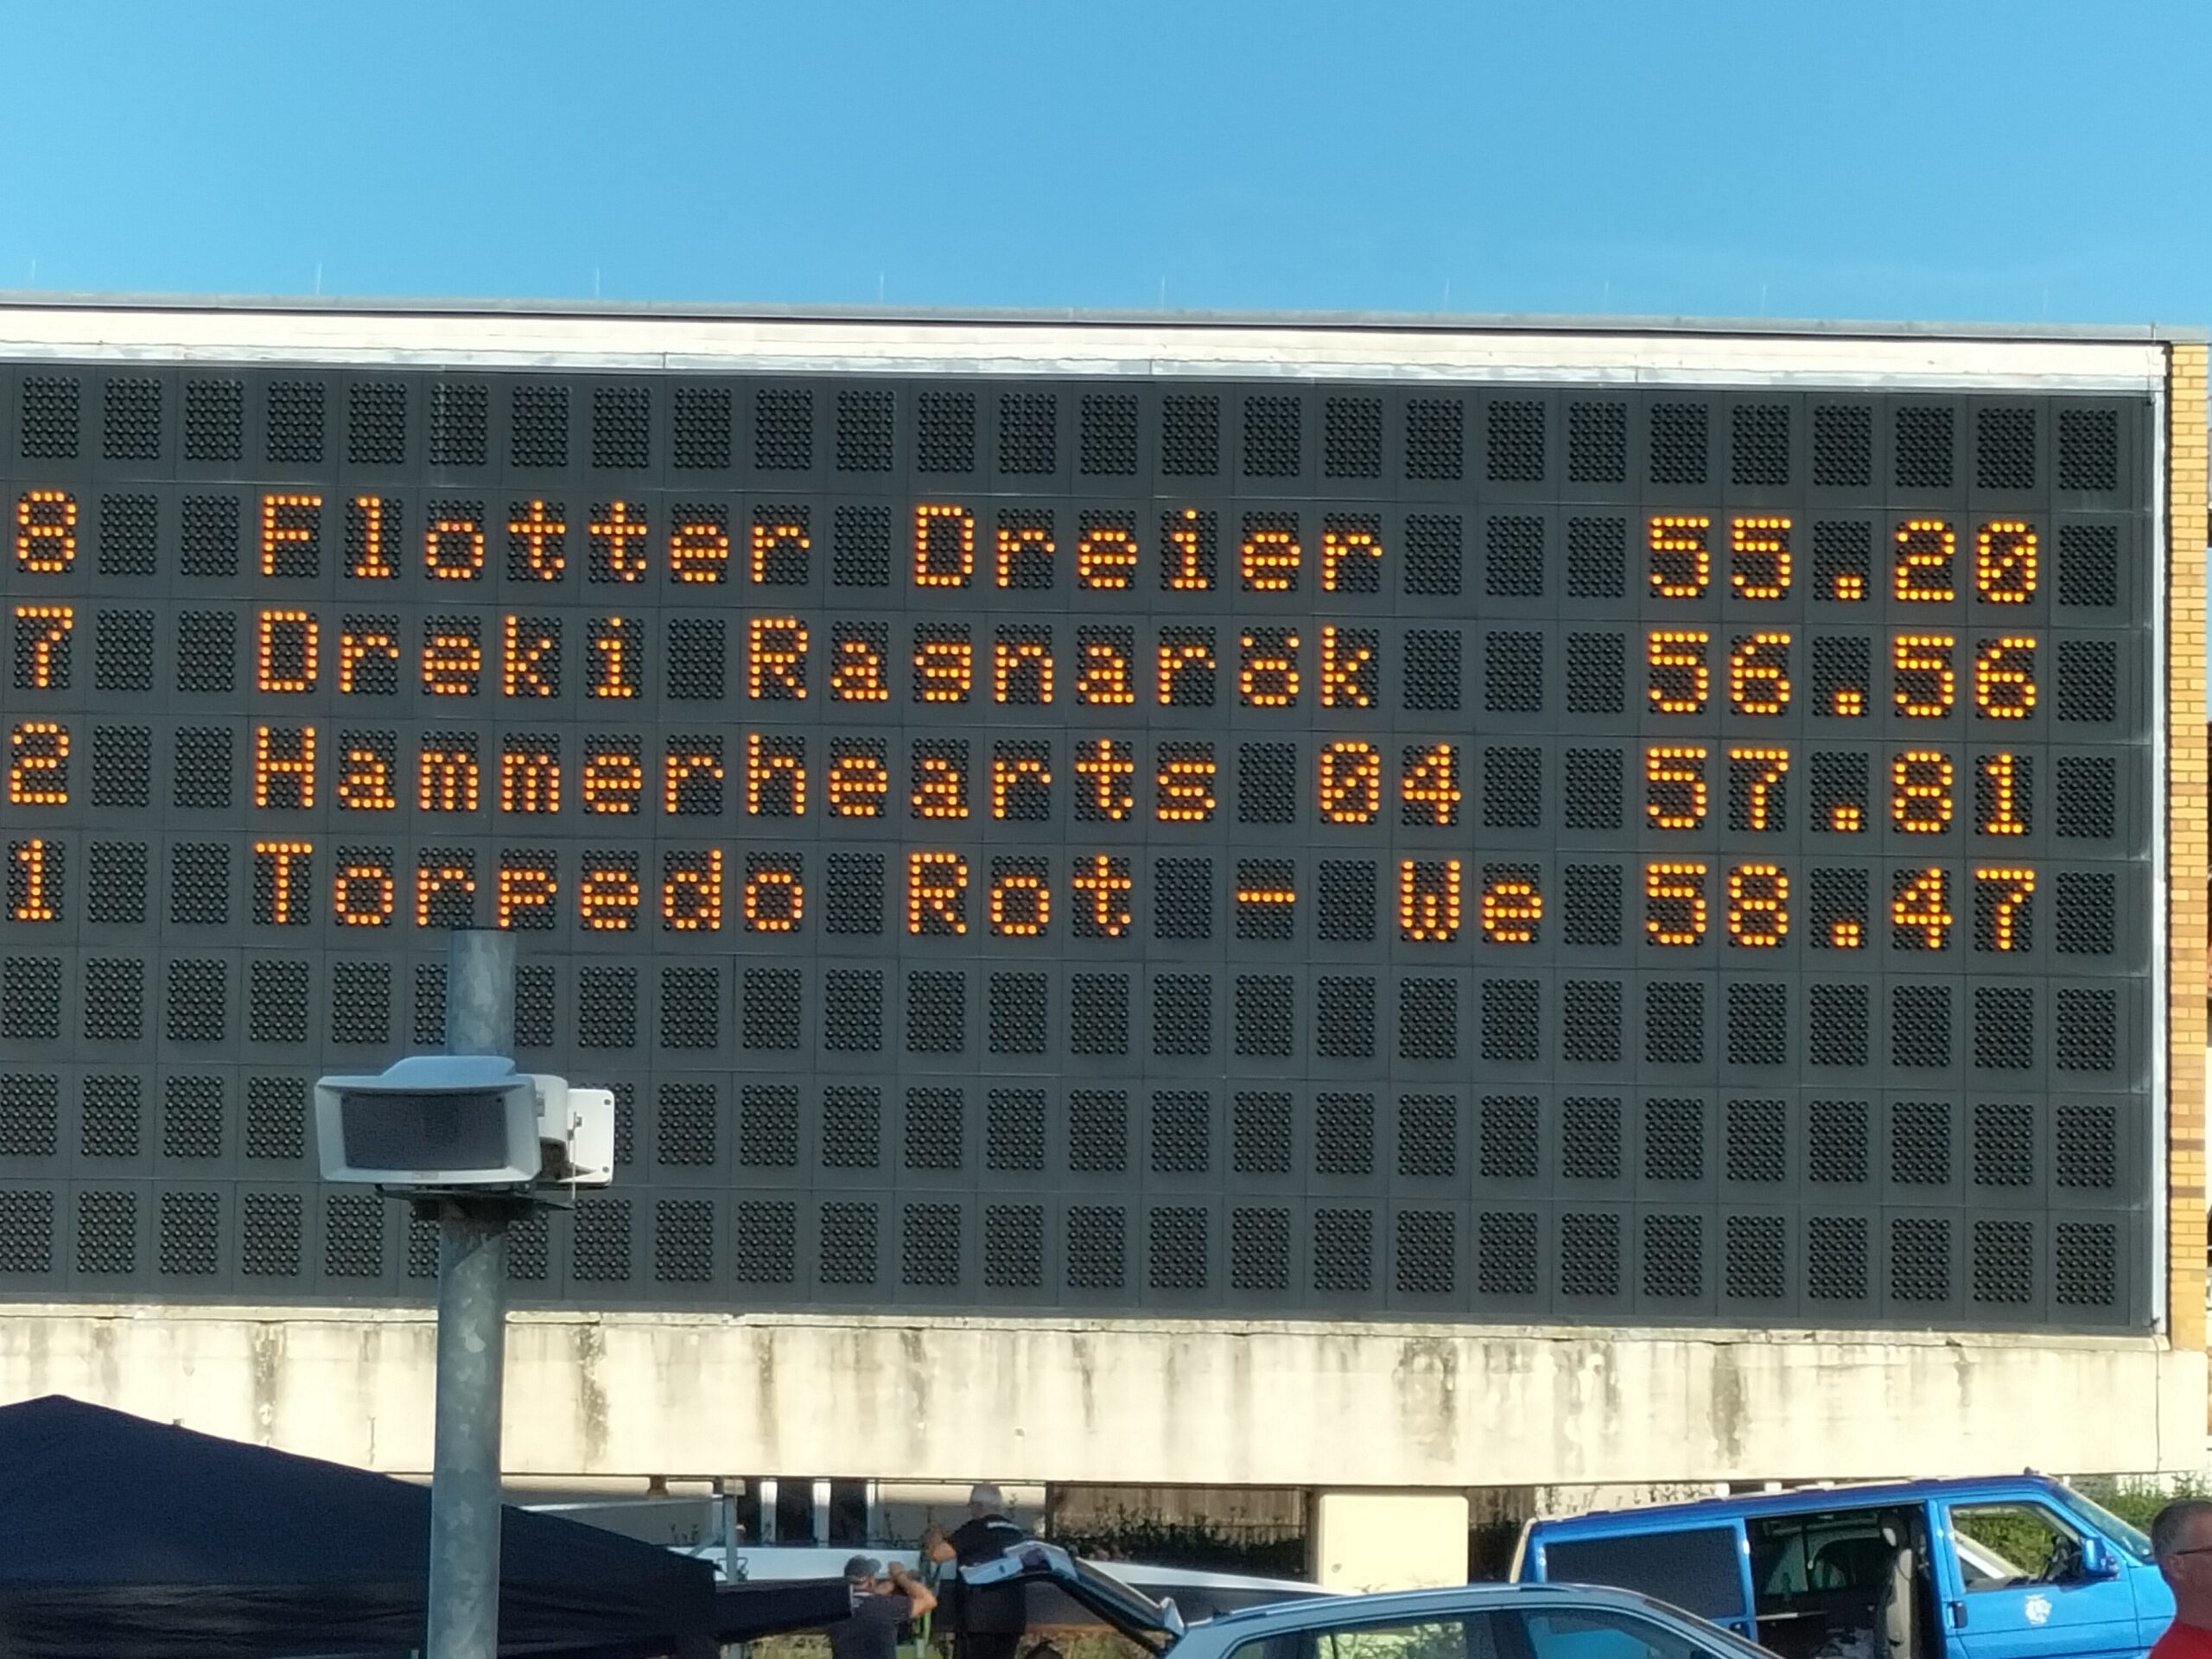 8 Flotter Dreier 55.20
7 Dreki Ragnarök 56.56
2 Hammerhearts 04 57.81
1 Torpedo Rot - We 58.47